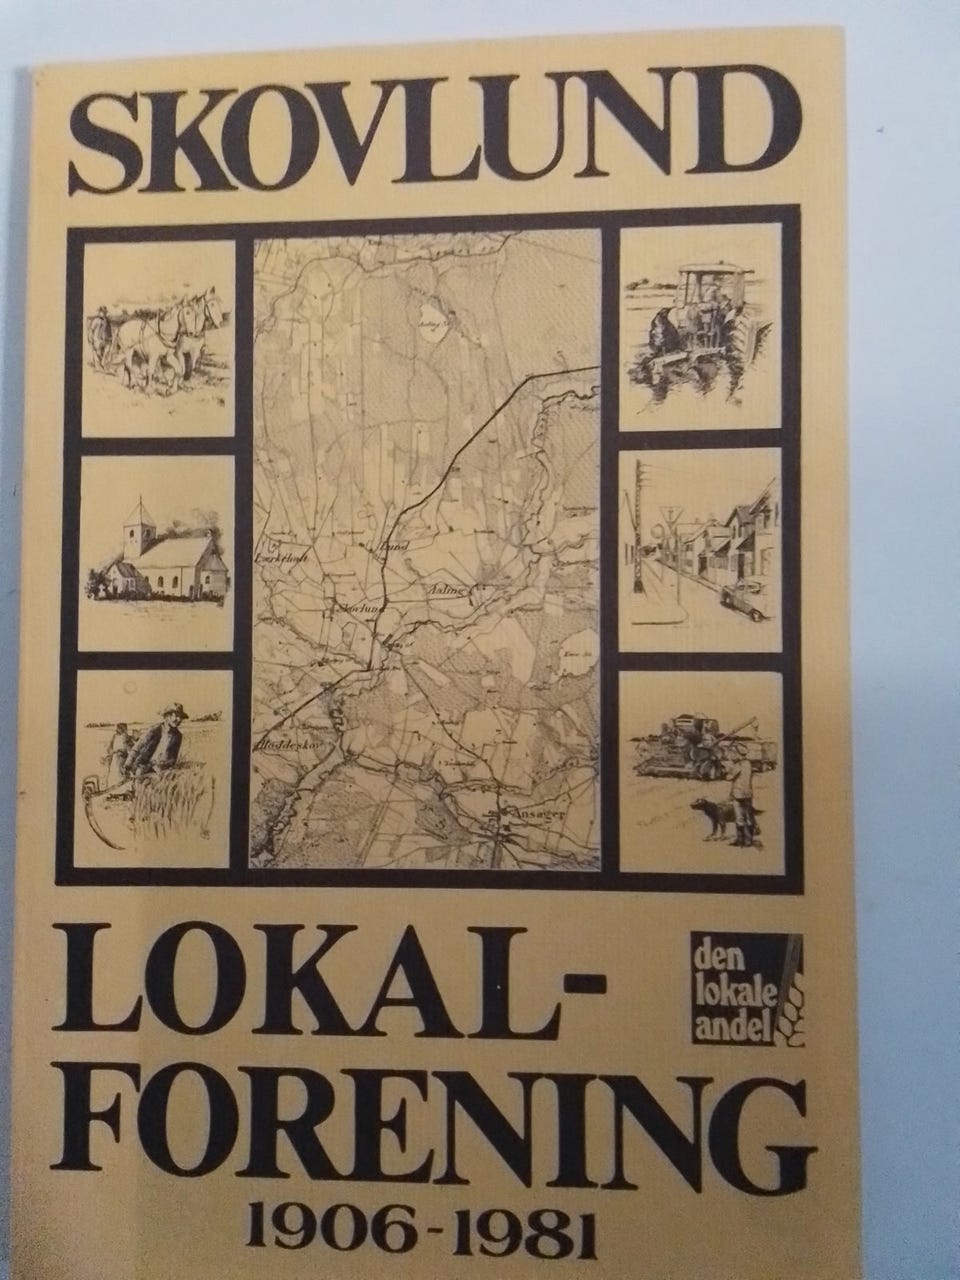 SKOVLUND
Lund
Aaling
Skovlund
Ansager
LOKAL-
FORENING
1906-1981
den
lokale
andel